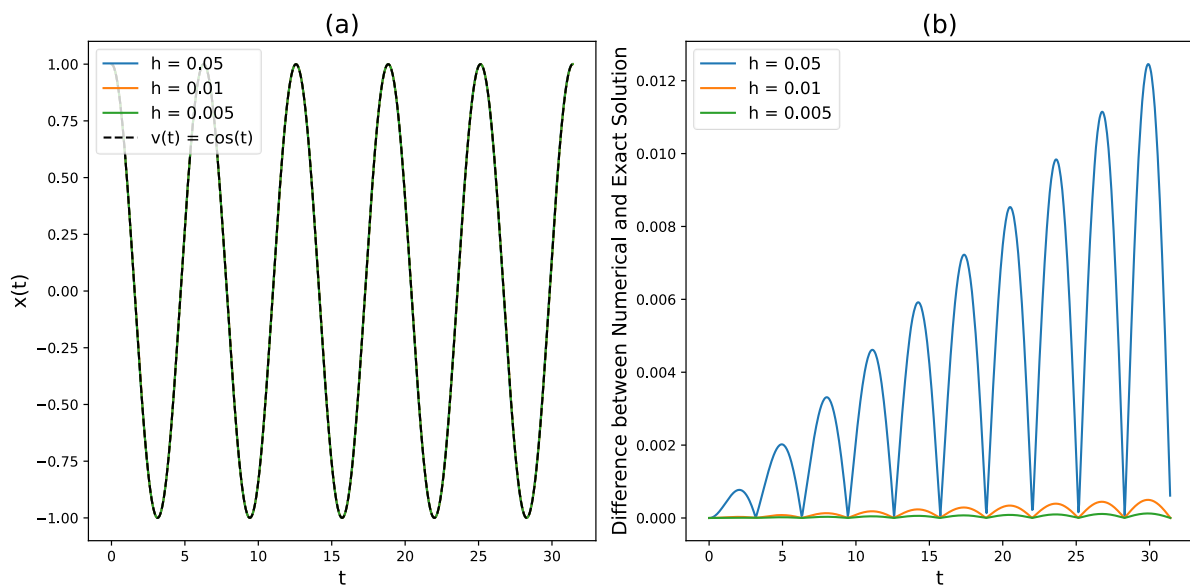 (a)
x(t)
1.00
0.75
0.50
0.25
0.00
−0.25
−0.50
−0.75
−1.00
h = 0.05
h = 0.01
h = 0.005
v(t) = cos(t)
0 5 10 15 20 25 30
t
(b)
Difference between Numerical and Exact Solution
0.012
0.010
0.008
0.006
0.004
0.002
0.000
h = 0.05
h = 0.01
h = 0.005
0 5 10 15 20 25 30
t